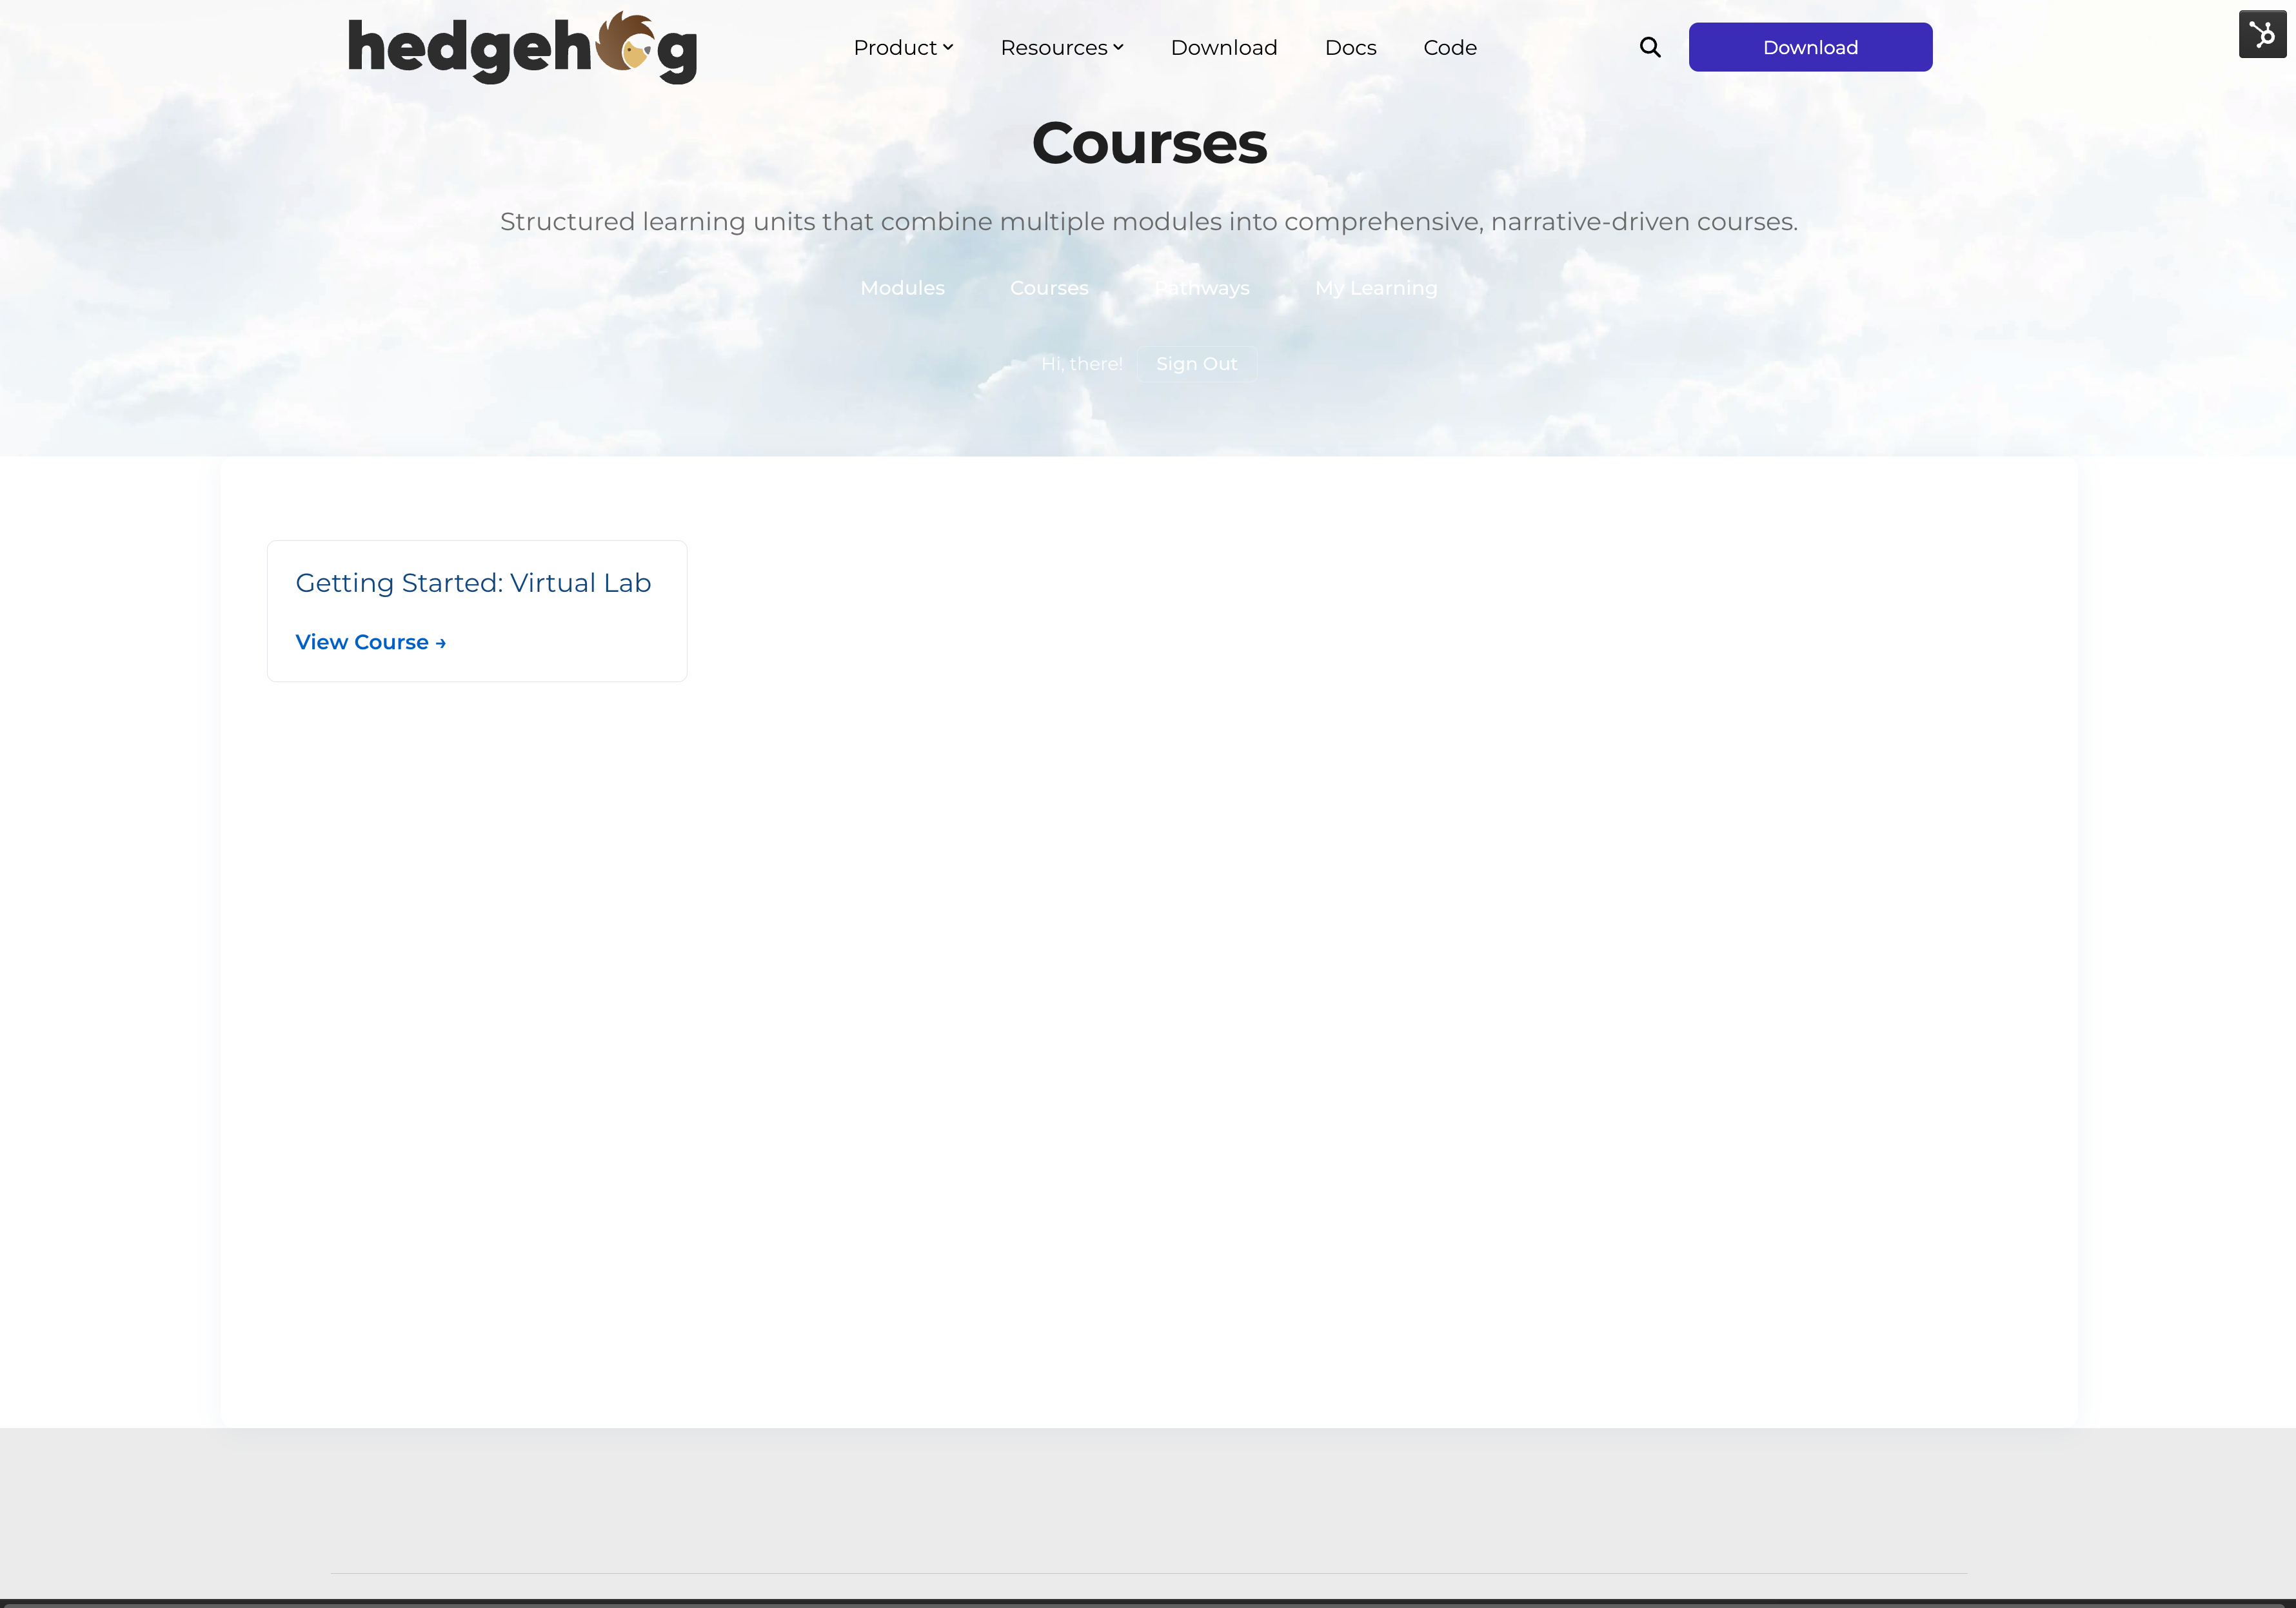 hedgehog
Product Resources Download Docs Code Download
Courses
Structured learning units that combine multiple modules into comprehensive, narrative-driven courses.
Modules Courses Pathways My Learning
Hi, there! Sign Out
Getting Started: Virtual Lab
View Course →